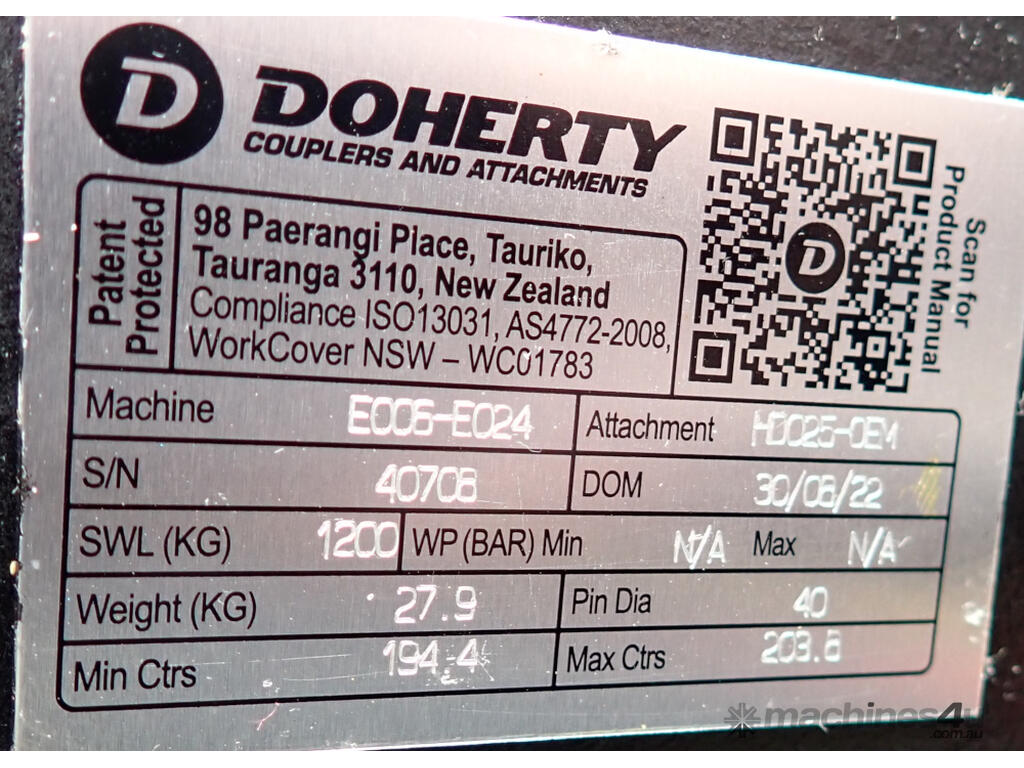 D DOHERTY
COUPLERS AND ATTACHMENTS
Scan for
Product Manual
Patent
Protected
98 Paerangi Place, Tauriko,
Tauranga 3110, New Zealand
Compliance ISO13031, AS4772-2008,
WorkCover NSW – WC01783
Machine E006-E024 Attachment HD025-OEM
S/N 40708 DOM 30/08/22
SWL (KG) 1200 WP (BAR) Min N/A Max N/A
Weight (KG) 27.9 Pin Dia 40
Min Ctrs 194.4 Max Ctrs 203.8
machines4u
.com.au